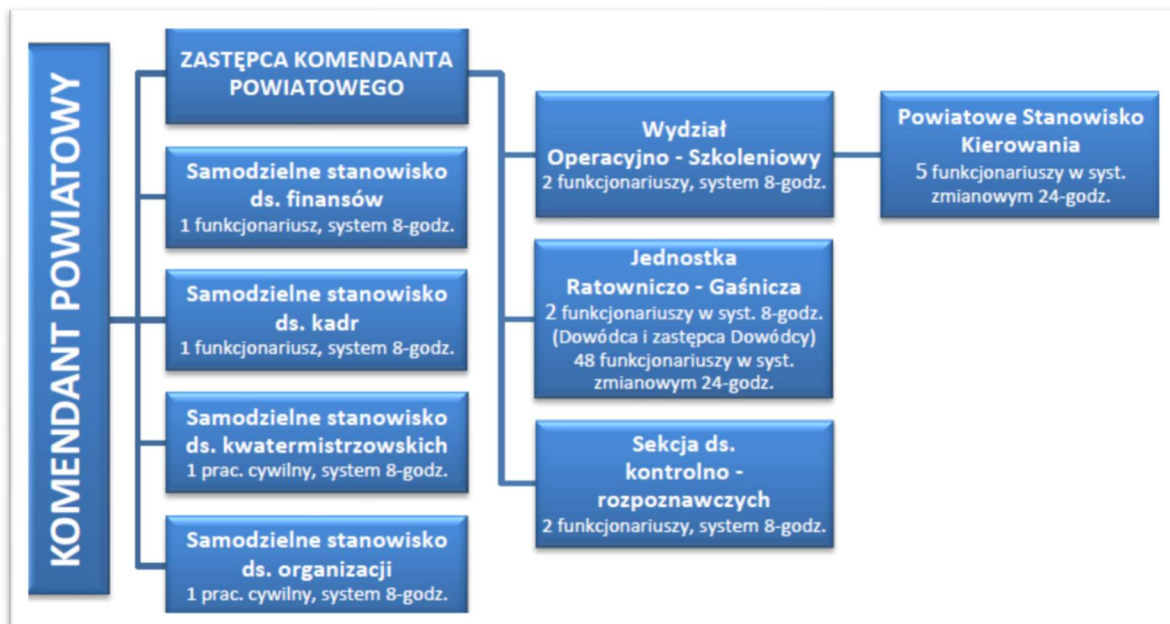 KOMENDANT POWIATOWY
ZASTĘPCA KOMENDANTA
POWIATOWEGO
Samodzielne stanowisko
ds. finansów
1 funkcjonariusz, system 8-godz.
Samodzielne stanowisko
ds. kadr
1 funkcjonariusz, system 8-godz.
Samodzielne stanowisko
ds. kwatermistrzowskich
1 prac. cywilny, system 8-godz.
Samodzielne stanowisko
ds. organizacji
1 prac. cywilny, system 8-godz.
Wydział
Operacyjno - Szkoleniowy
2 funkcjonariuszy, system 8-godz.
Jednostka
Ratowniczo - Gaśnicza
2 funkcjonariuszy w syst. 8-godz.
(Dowódca i zastępca Dowódcy)
48 funkcjonariuszy w syst.
zmianowym 24-godz.
Sekcja ds.
kontrolno -
rozpoznawczych
2 funkcjonariuszy, system 8-godz.
Powiatowe Stanowisko
Kierowania
5 funkcjonariuszy w syst.
zmianowym 24-godz.